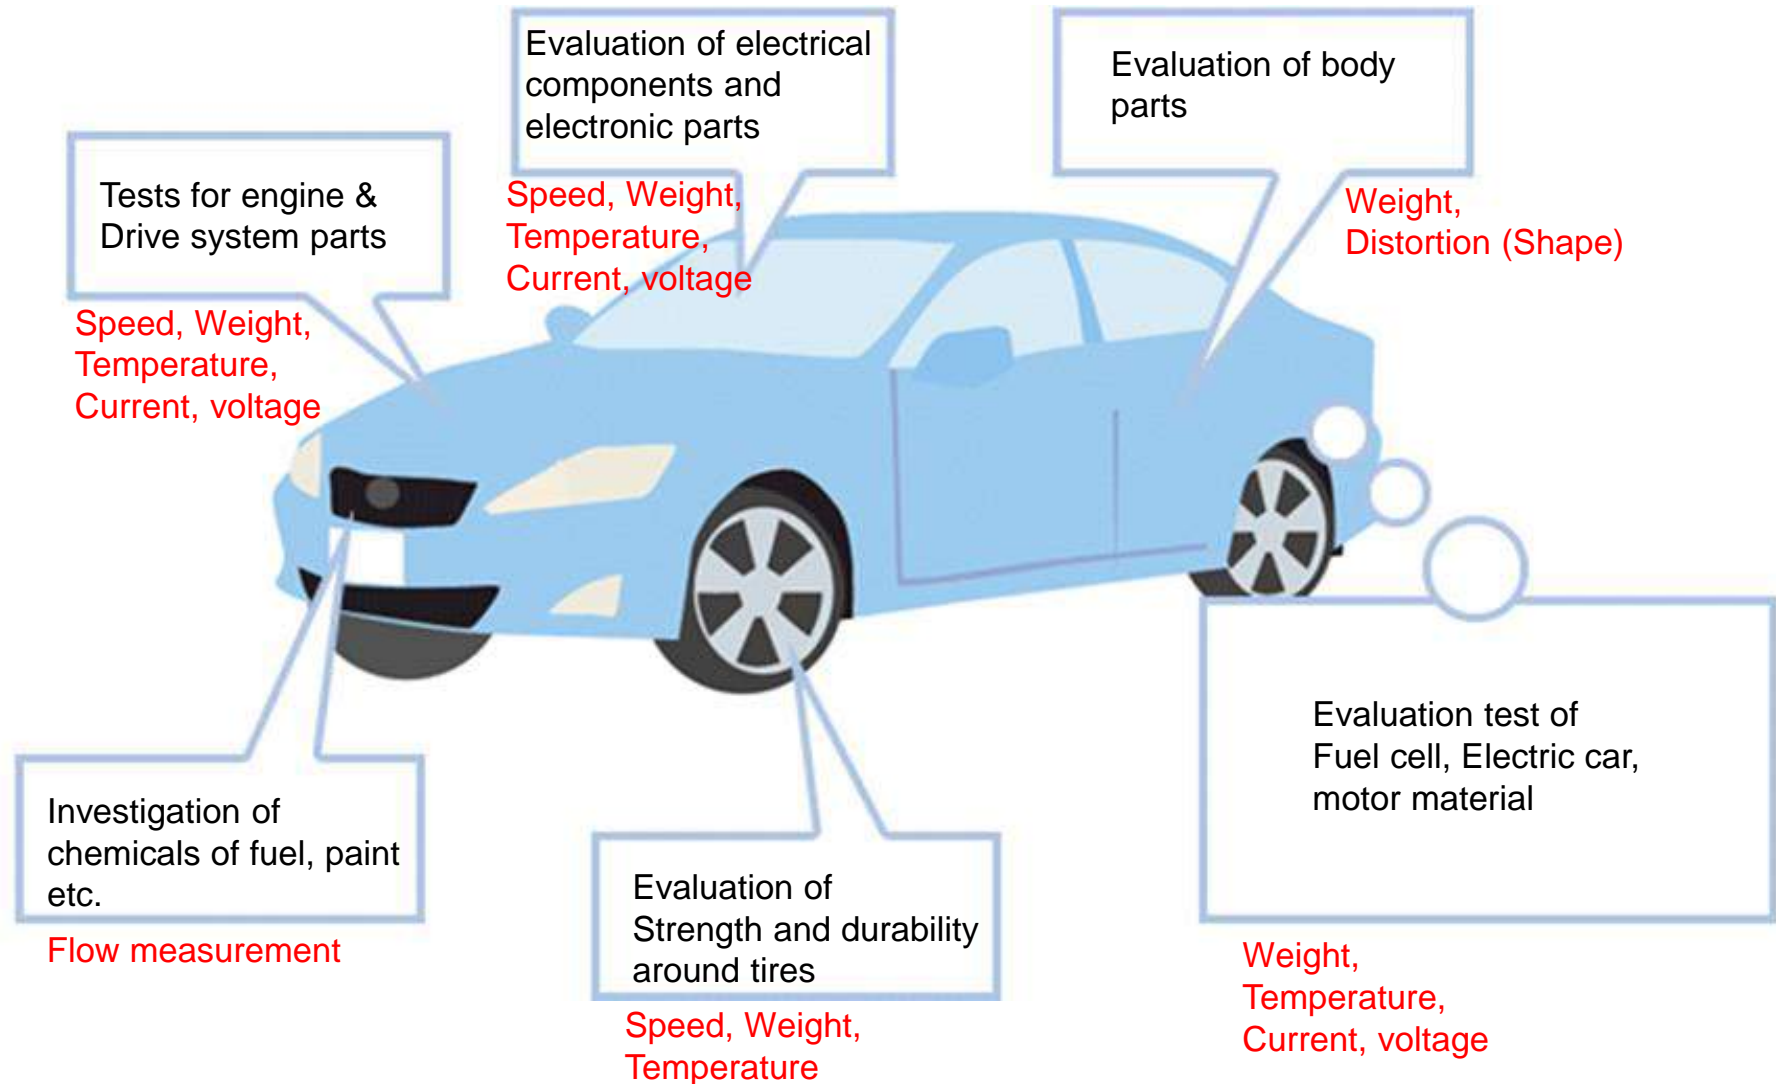 Evaluation of electrical
components and
electronic parts
Speed, Weight,
Temperature,
Current, voltage
Evaluation of body
parts
Weight,
Distortion (Shape)
Tests for engine &
Drive system parts
Speed, Weight,
Temperature,
Current, voltage
Investigation of
chemicals of fuel, paint
etc.
Flow measurement
Evaluation of
Strength and durability
around tires
Speed, Weight,
Temperature
Evaluation test of
Fuel cell, Electric car,
motor material
Weight,
Temperature,
Current, voltage